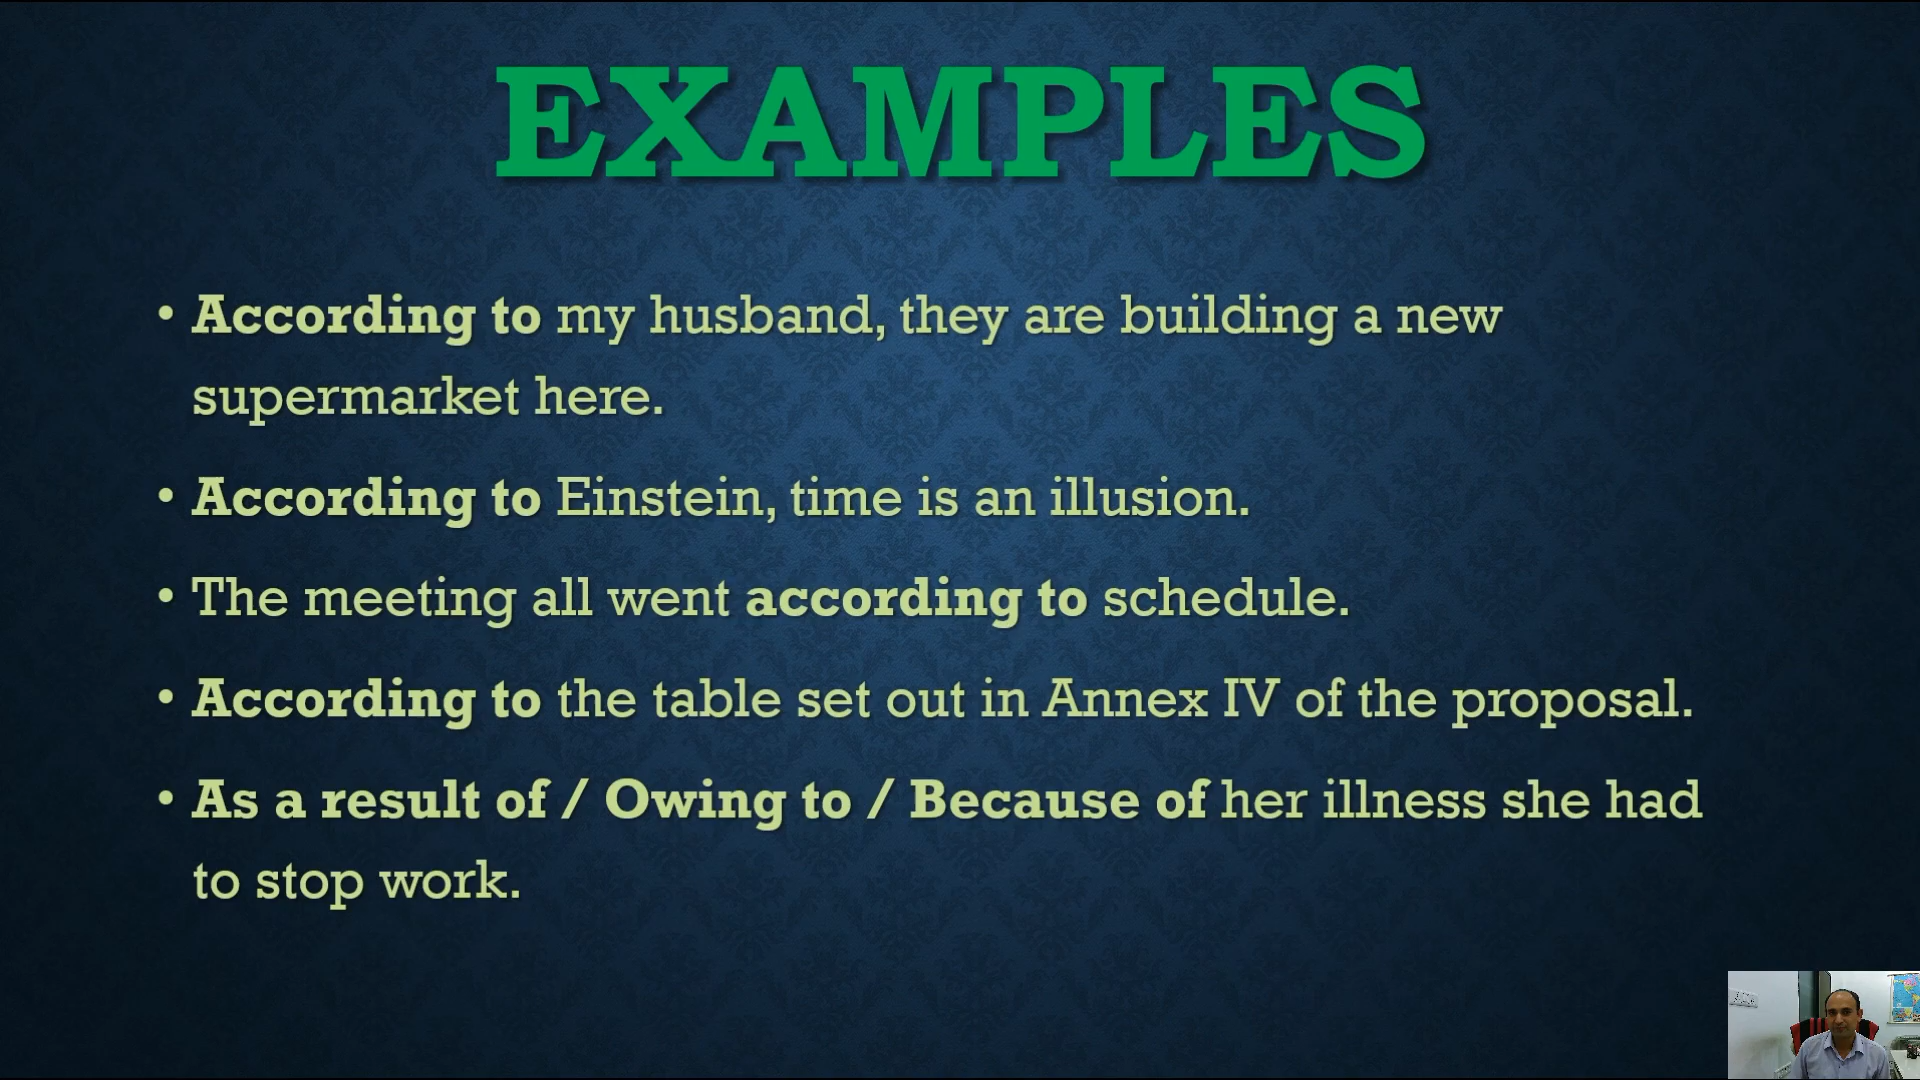 EXAMPLES
• According to my husband, they are building a new
supermarket here.
• According to Einstein, time is an illusion.
• The meeting all went according to schedule.
• According to the table set out in Annex IV of the proposal.
• As a result of / Owing to / Because of her illness she had
to stop work.